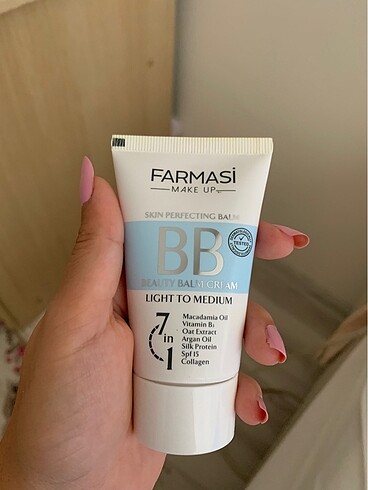 FARMASİ
MAKE UP
SKIN PERFECTING BALM
BB
TESTED
BEAUTY BALM CREAM
LIGHT TO MEDIUM
7 in 1
Macadamia Oil
Vitamin B₅
Oat Extract
Argan Oil
Silk Protein
Spf 15
Collagen